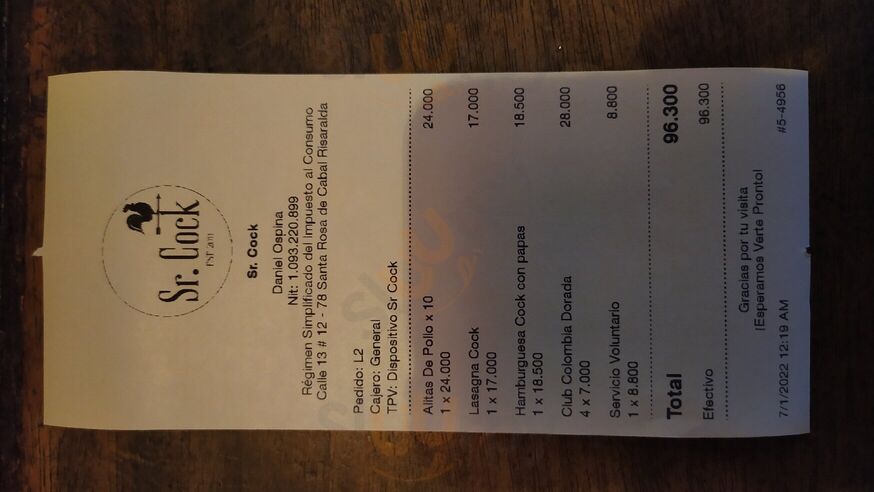 Sr. Cock
EST 2011
Sr. Cock
Daniel Ospina
Nit: 1.093.220.899
Régimen Simplificado del Impuesto al Consumo
Calle 13 # 12 - 78 Santa Rosa de Cabal Risaralda
Pedido: L2
Cajero: General
TPV: Dispositivo Sr Cock
Alitas De Pollo x 10 24.000
1 x 24.000
Lasagna Cock 17.000
1 x 17.000
Hamburguesa Cock con papas 18.500
1 x 18.500
Club Colombia Dorada 28.000
4 x 7.000
Servicio Voluntario 8.800
1 x 8.800
Total 96.300
Efectivo 96.300
Gracias por tu visita
¡Esperamos Verte Pronto!
7/1/2022 12:19 AM #5-4956